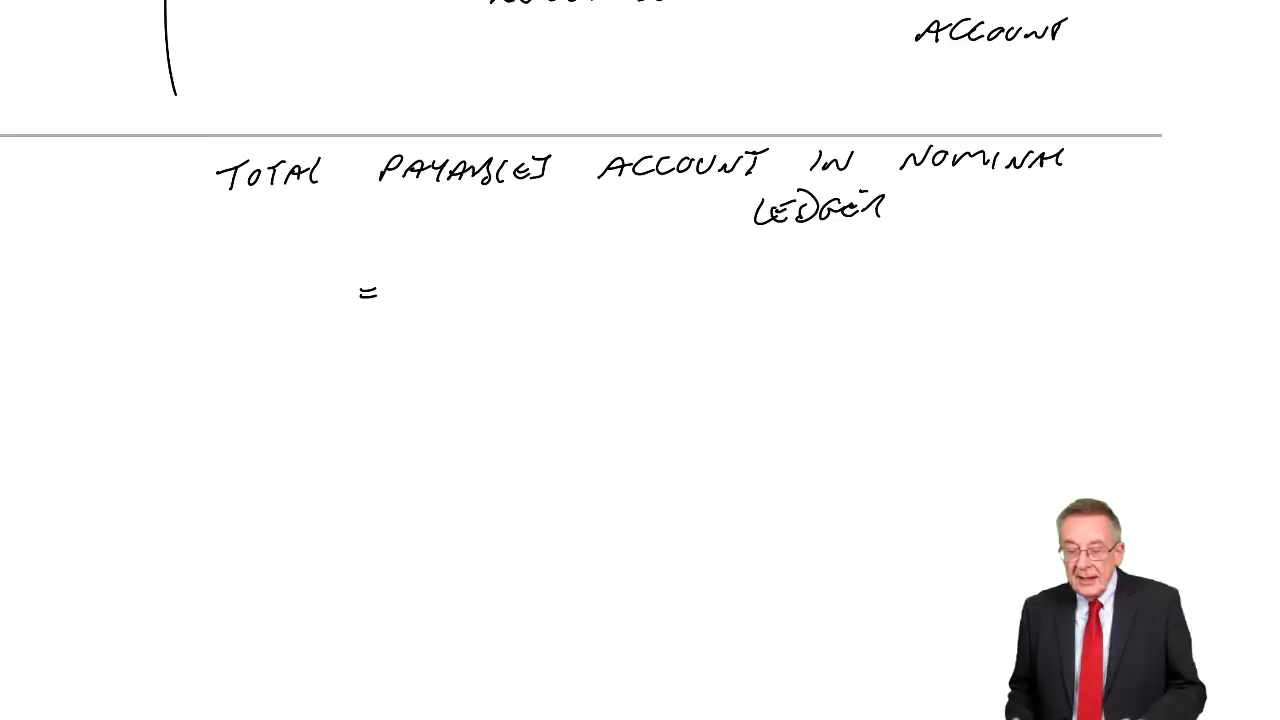 ACCOUNT
TOTAL PAYABLES ACCOUNT IN NOMINAL
LEDGER
=